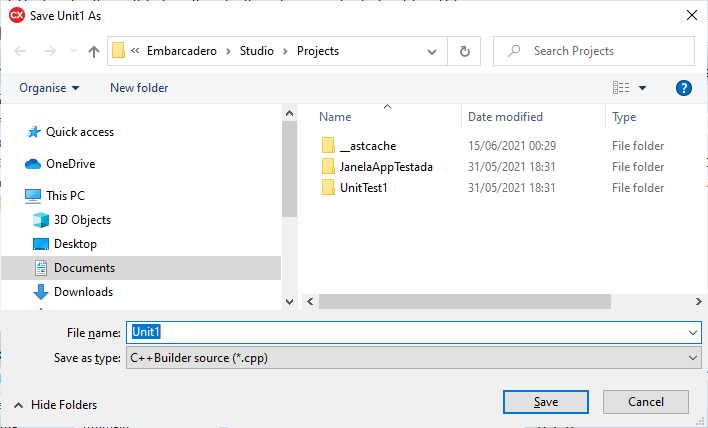 CX Save Unit1 As
« Embarcadero > Studio > Projects
Search Projects
Organise
New folder
?
Quick access
OneDrive
This PC
3D Objects
Desktop
Documents
Downloads
Name Date modified Type
__astcache 15/06/2021 00:29 File folder
JanelaAppTestada 31/05/2021 18:31 File folder
UnitTest1 31/05/2021 18:31 File folder
File name: Unit1
Save as type: C++Builder source (*.cpp)
Hide Folders
Save
Cancel